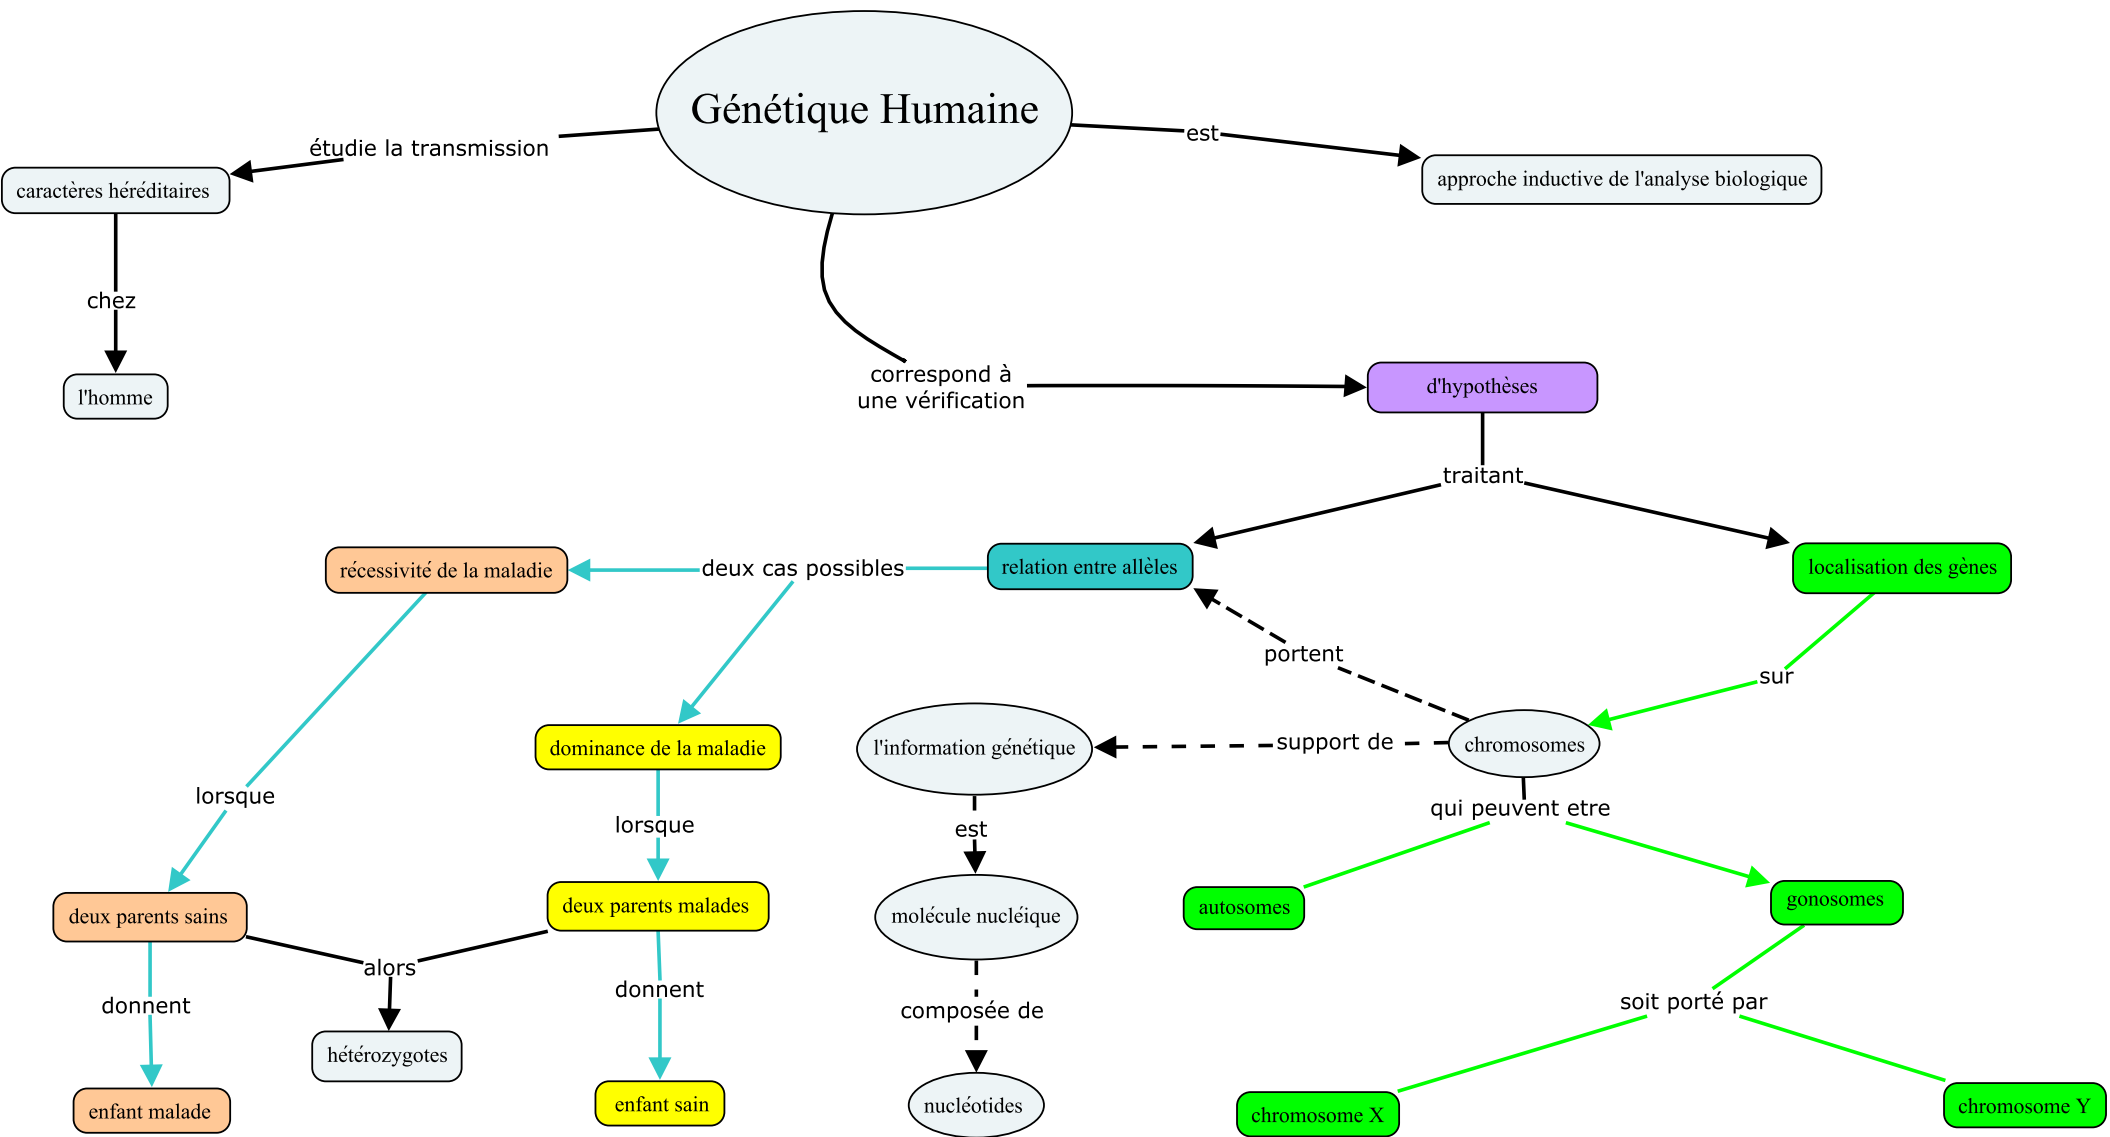 Génétique Humaine
est
étudie la transmission
approche inductive de l'analyse biologique
caractères héréditaires
chez
correspond à
une vérification
d'hypothèses
l'homme
traitant
récessivité de la maladie
deux cas possibles
relation entre allèles
localisation des gènes
portent
sur
dominance de la maladie
l'information génétique
support de
chromosomes
lorsque
lorsque
est
qui peuvent etre
deux parents sains
deux parents malades
molécule nucléique
autosomes
gonosomes
alors
donnent
donnent
composée de
soit porté par
hétérozygotes
enfant malade
enfant sain
nucléotides
chromosome X
chromosome Y